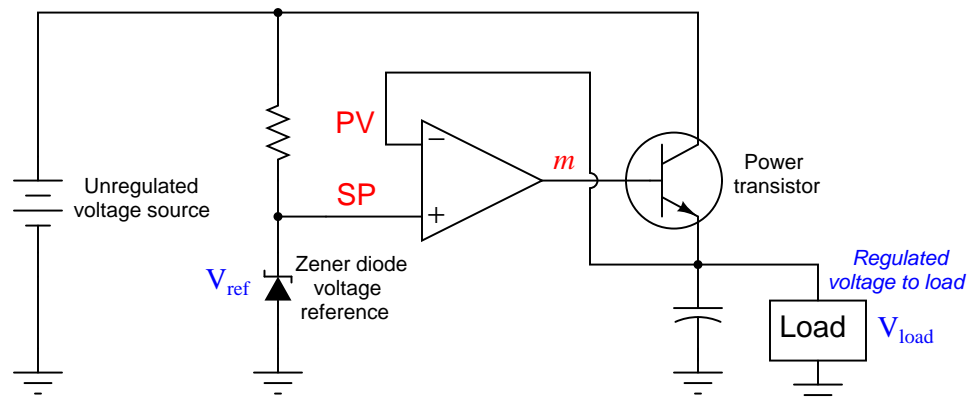 PV
−
m
Power
transistor
Unregulated
voltage source
SP
+
Regulated
voltage to load
Vref
Zener diode
voltage
reference
Load
Vload